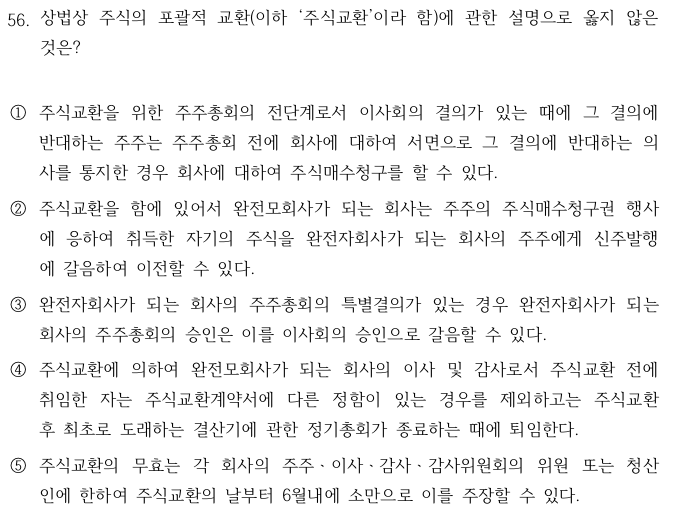 56. 상법상 주식의 포괄적 교환(이하 ‘주식교환’이라 함)에 관한 설명으로 옳지 않은
것은?
① 주식교환을 위한 주주총회의 전단계로서 이사회의 결의가 있는 때에 그 결의에
반대하는 주주는 주주총회 전에 회사에 대하여 서면으로 그 결의에 반대하는 의
사를 통지한 경우 회사에 대하여 주식매수청구를 할 수 있다.
② 주식교환을 함에 있어서 완전모회사가 되는 회사는 주주의 주식매수청구권 행사
에 응하여 취득한 자기의 주식을 완전자회사가 되는 회사의 주주에게 신주발행
에 갈음하여 이전할 수 있다.
③ 완전자회사가 되는 회사의 주주총회의 특별결의가 있는 경우 완전자회사가 되는
회사의 주주총회의 승인은 이를 이사회의 승인으로 갈음할 수 있다.
④ 주식교환에 의하여 완전모회사가 되는 회사의 이사 및 감사로서 주식교환 전에
취임한 자는 주식교환계약서에 다른 정함이 있는 경우를 제외하고는 주식교환
후 최초로 도래하는 결산기에 관한 정기총회가 종료하는 때에 퇴임한다.
⑤ 주식교환의 무효는 각 회사의 주주ㆍ이사ㆍ감사ㆍ감사위원회의 위원 또는 청산
인에 한하여 주식교환의 날부터 6월내에 소만으로 이를 주장할 수 있다.